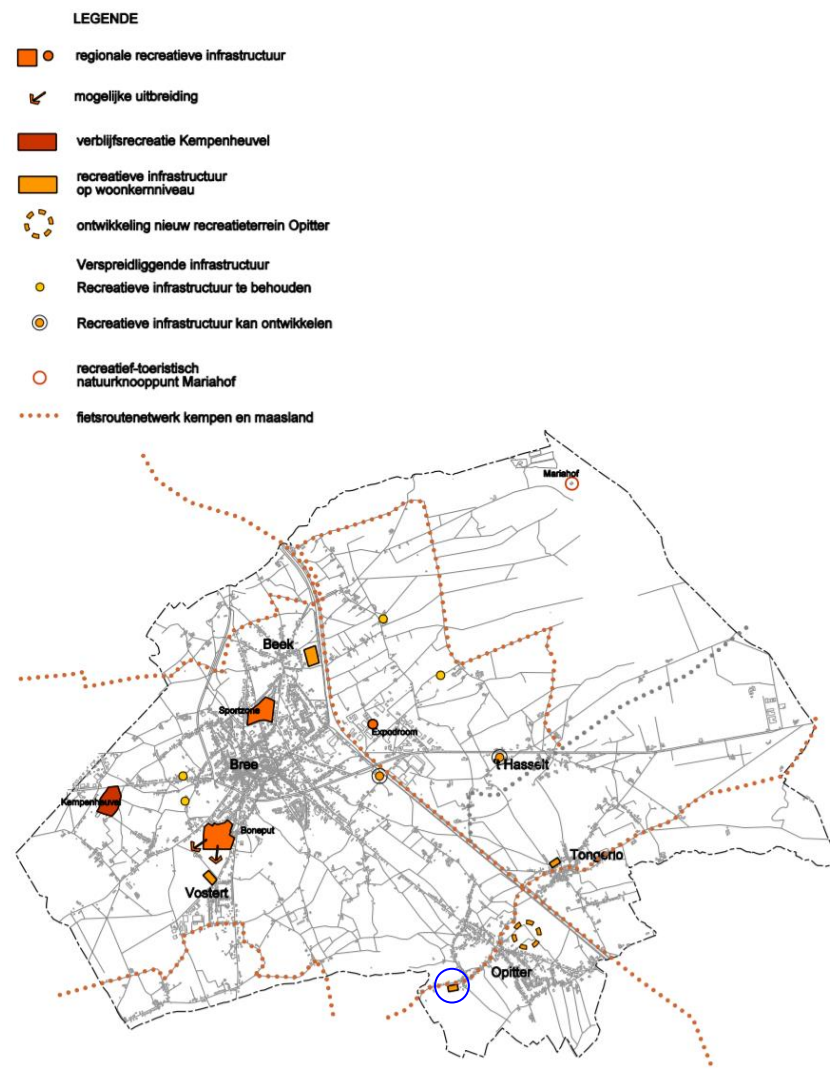 LEGENDE
regionale recreatieve infrastructuur
mogelijke uitbreiding
verblijfsrecreatie Kempenheuvel
recreatieve infrastructuur
op woonkernniveau
ontwikkeling nieuw recreatieterrein Opitter
Verspreidliggende infrastructuur
Recreatieve infrastructuur te behouden
Recreatieve infrastructuur kan ontwikkelen
recreatief-toeristisch
natuurknooppunt Mariahof
fietsroutenetwerk kempen en maasland
Mariahof
Beek
Sportzone
Expodroom
Bree
't Hasselt
Kempenheuvel
Boneput
Tongerlo
Vostert
Opitter